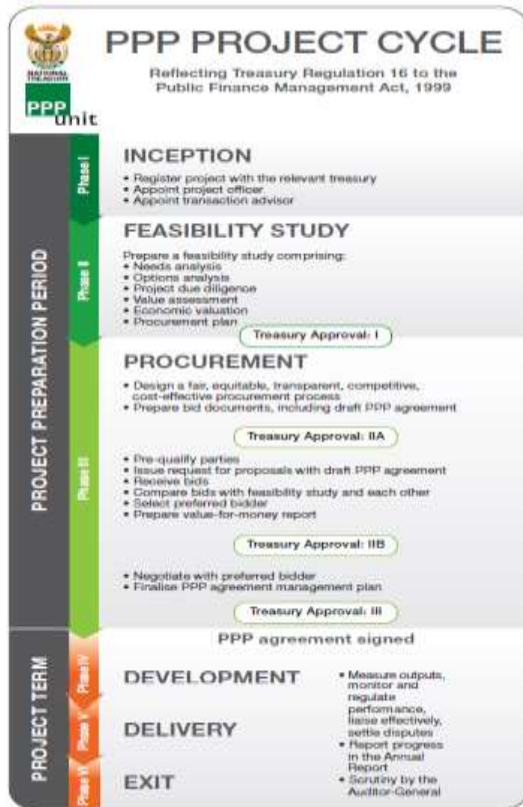 NATIONAL
TREASURY
PPP
unit
PPP PROJECT CYCLE
Reflecting Treasury Regulation 16 to the
Public Finance Management Act, 1999
PROJECT PREPARATION PERIOD
Phase I
INCEPTION
• Register project with the relevant treasury
• Appoint project officer
• Appoint transaction advisor
Phase II
FEASIBILITY STUDY
Prepare a feasibility study comprising:
• Needs analysis
• Options analysis
• Project due diligence
• Value assessment
• Economic valuation
• Procurement plan
Treasury Approval: I
Phase III
PROCUREMENT
• Design a fair, equitable, transparent, competitive,
cost-effective procurement process
• Prepare bid documents, including draft PPP agreement
Treasury Approval: IIA
• Pre-qualify parties
• Issue request for proposals with draft PPP agreement
• Receive bids
• Compare bids with feasibility study and each other
• Select preferred bidder
• Prepare value-for-money report
Treasury Approval: IIB
• Negotiate with preferred bidder
• Finalise PPP agreement management plan
Treasury Approval: III
PPP agreement signed
PROJECT TERM
Phase IV
DEVELOPMENT
Phase V
DELIVERY
Phase VI
EXIT
• Measure outputs,
monitor and
regulate
performance,
liaise effectively,
settle disputes
• Report progress
in the Annual
Report
• Scrutiny by the
Auditor-General